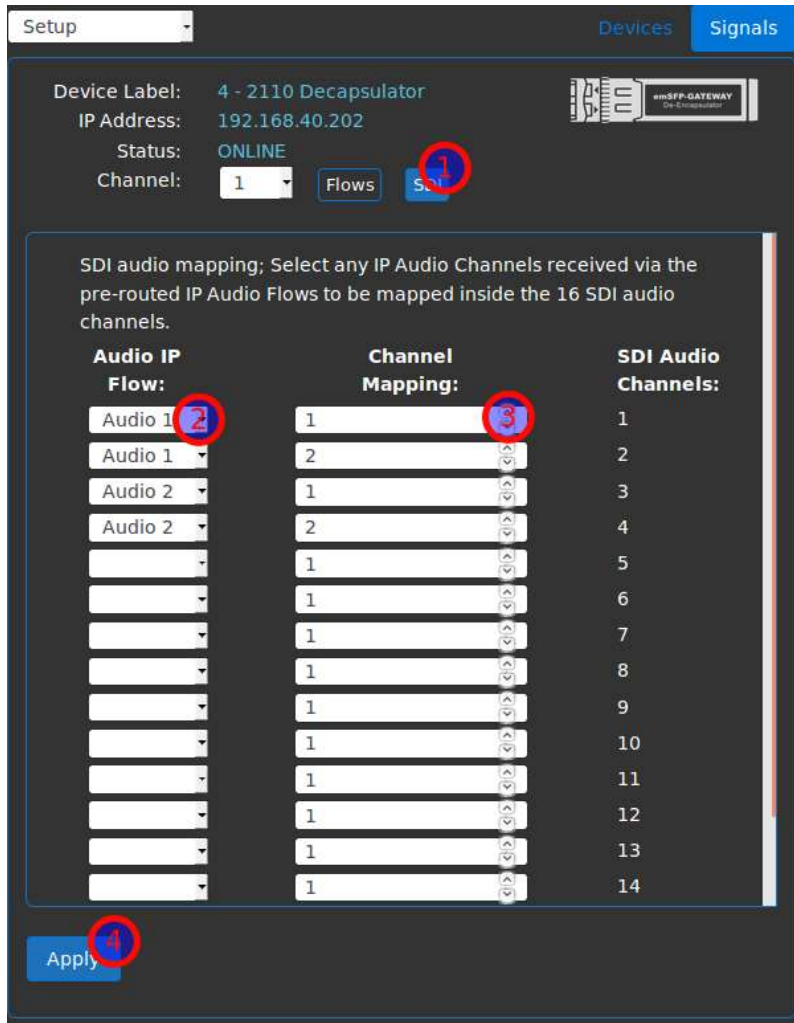 Setup Devices Signals
Device Label: 4 - 2110 Decapsulator
emSFP-GATEWAY
De-Encapsulator
IP Address: 192.168.40.202
Status: ONLINE
1
Channel: 1 Flows SDI
SDI audio mapping; Select any IP Audio Channels received via the
pre-routed IP Audio Flows to be mapped inside the 16 SDI audio
channels.
Audio IP Channel SDI Audio
Flow: Mapping: Channels:
Audio 1 2 1 3 1
Audio 1 2 2
Audio 2 1 3
Audio 2 2 4
1 5
1 6
1 7
1 8
1 9
1 10
1 11
1 12
1 13
1 14
4
Apply